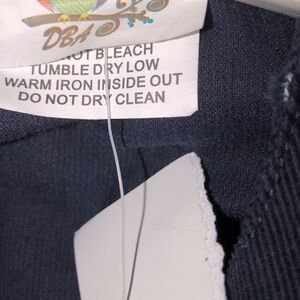 DBA
NOT BLEACH
TUMBLE DRY LOW
WARM IRON INSIDE OUT
DO NOT DRY CLEAN